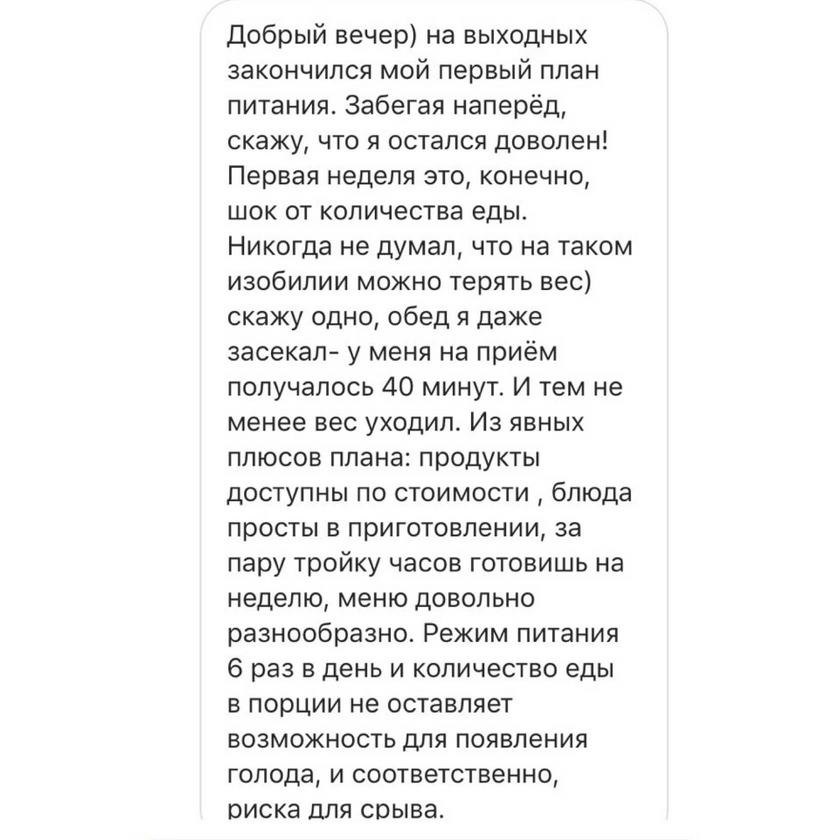 Добрый вечер) на выходных
закончился мой первый план
питания. Забегая наперёд,
скажу, что я остался доволен!
Первая неделя это, конечно,
шок от количества еды.
Никогда не думал, что на таком
изобилии можно терять вес)
скажу одно, обед я даже
засекал- у меня на приём
получалось 40 минут. И тем не
менее вес уходил. Из явных
плюсов плана: продукты
доступны по стоимости , блюда
просты в приготовлении, за
пару тройку часов готовишь на
неделю, меню довольно
разнообразно. Режим питания
6 раз в день и количество еды
в порции не оставляет
возможность для появления
голода, и соответственно,
риска для срыва.